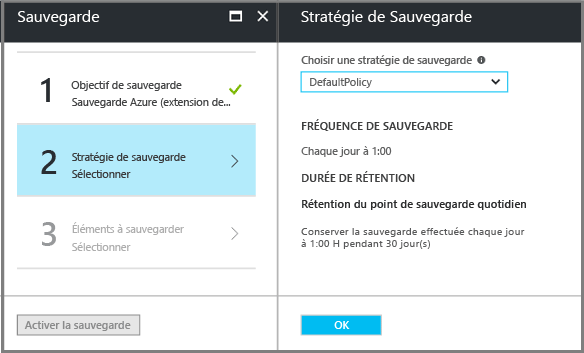 Sauvegarde
1
Objectif de sauvegarde
Sauvegarde Azure (extension de...
2
Stratégie de sauvegarde
Sélectionner
3
Éléments à sauvegarder
Sélectionner
Activer la sauvegarde
Stratégie de Sauvegarde
Choisir une stratégie de sauvegarde
DefaultPolicy
FRÉQUENCE DE SAUVEGARDE
Chaque jour à 1:00
DURÉE DE RÉTENTION
Rétention du point de sauvegarde quotidien
Conserver la sauvegarde effectuée chaque jour
à 1:00 H pendant 30 jour(s)
OK